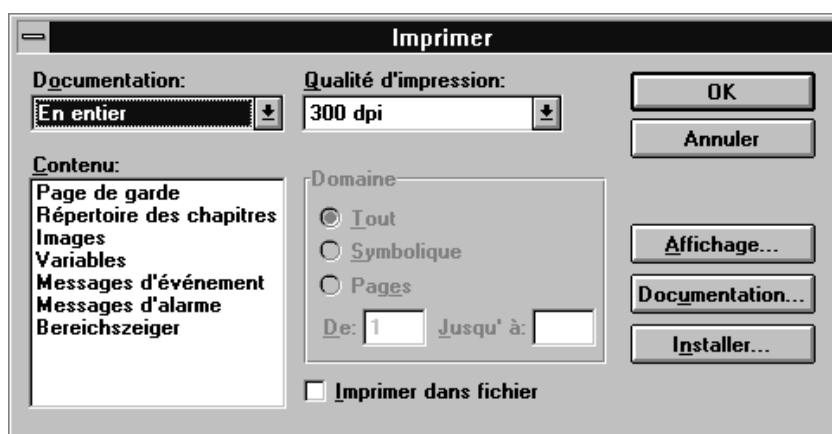 Imprimer
Documentation:
En entier
Qualité d'impression:
300 dpi
OK
Annuler
Contenu:
Page de garde
Répertoire des chapitres
Images
Variables
Messages d'événement
Messages d'alarme
Bereichszeiger
Domaine
Tout
Symbolique
Pages
De: 1 Jusqu' à:
Imprimer dans fichier
Affichage...
Documentation...
Installer...